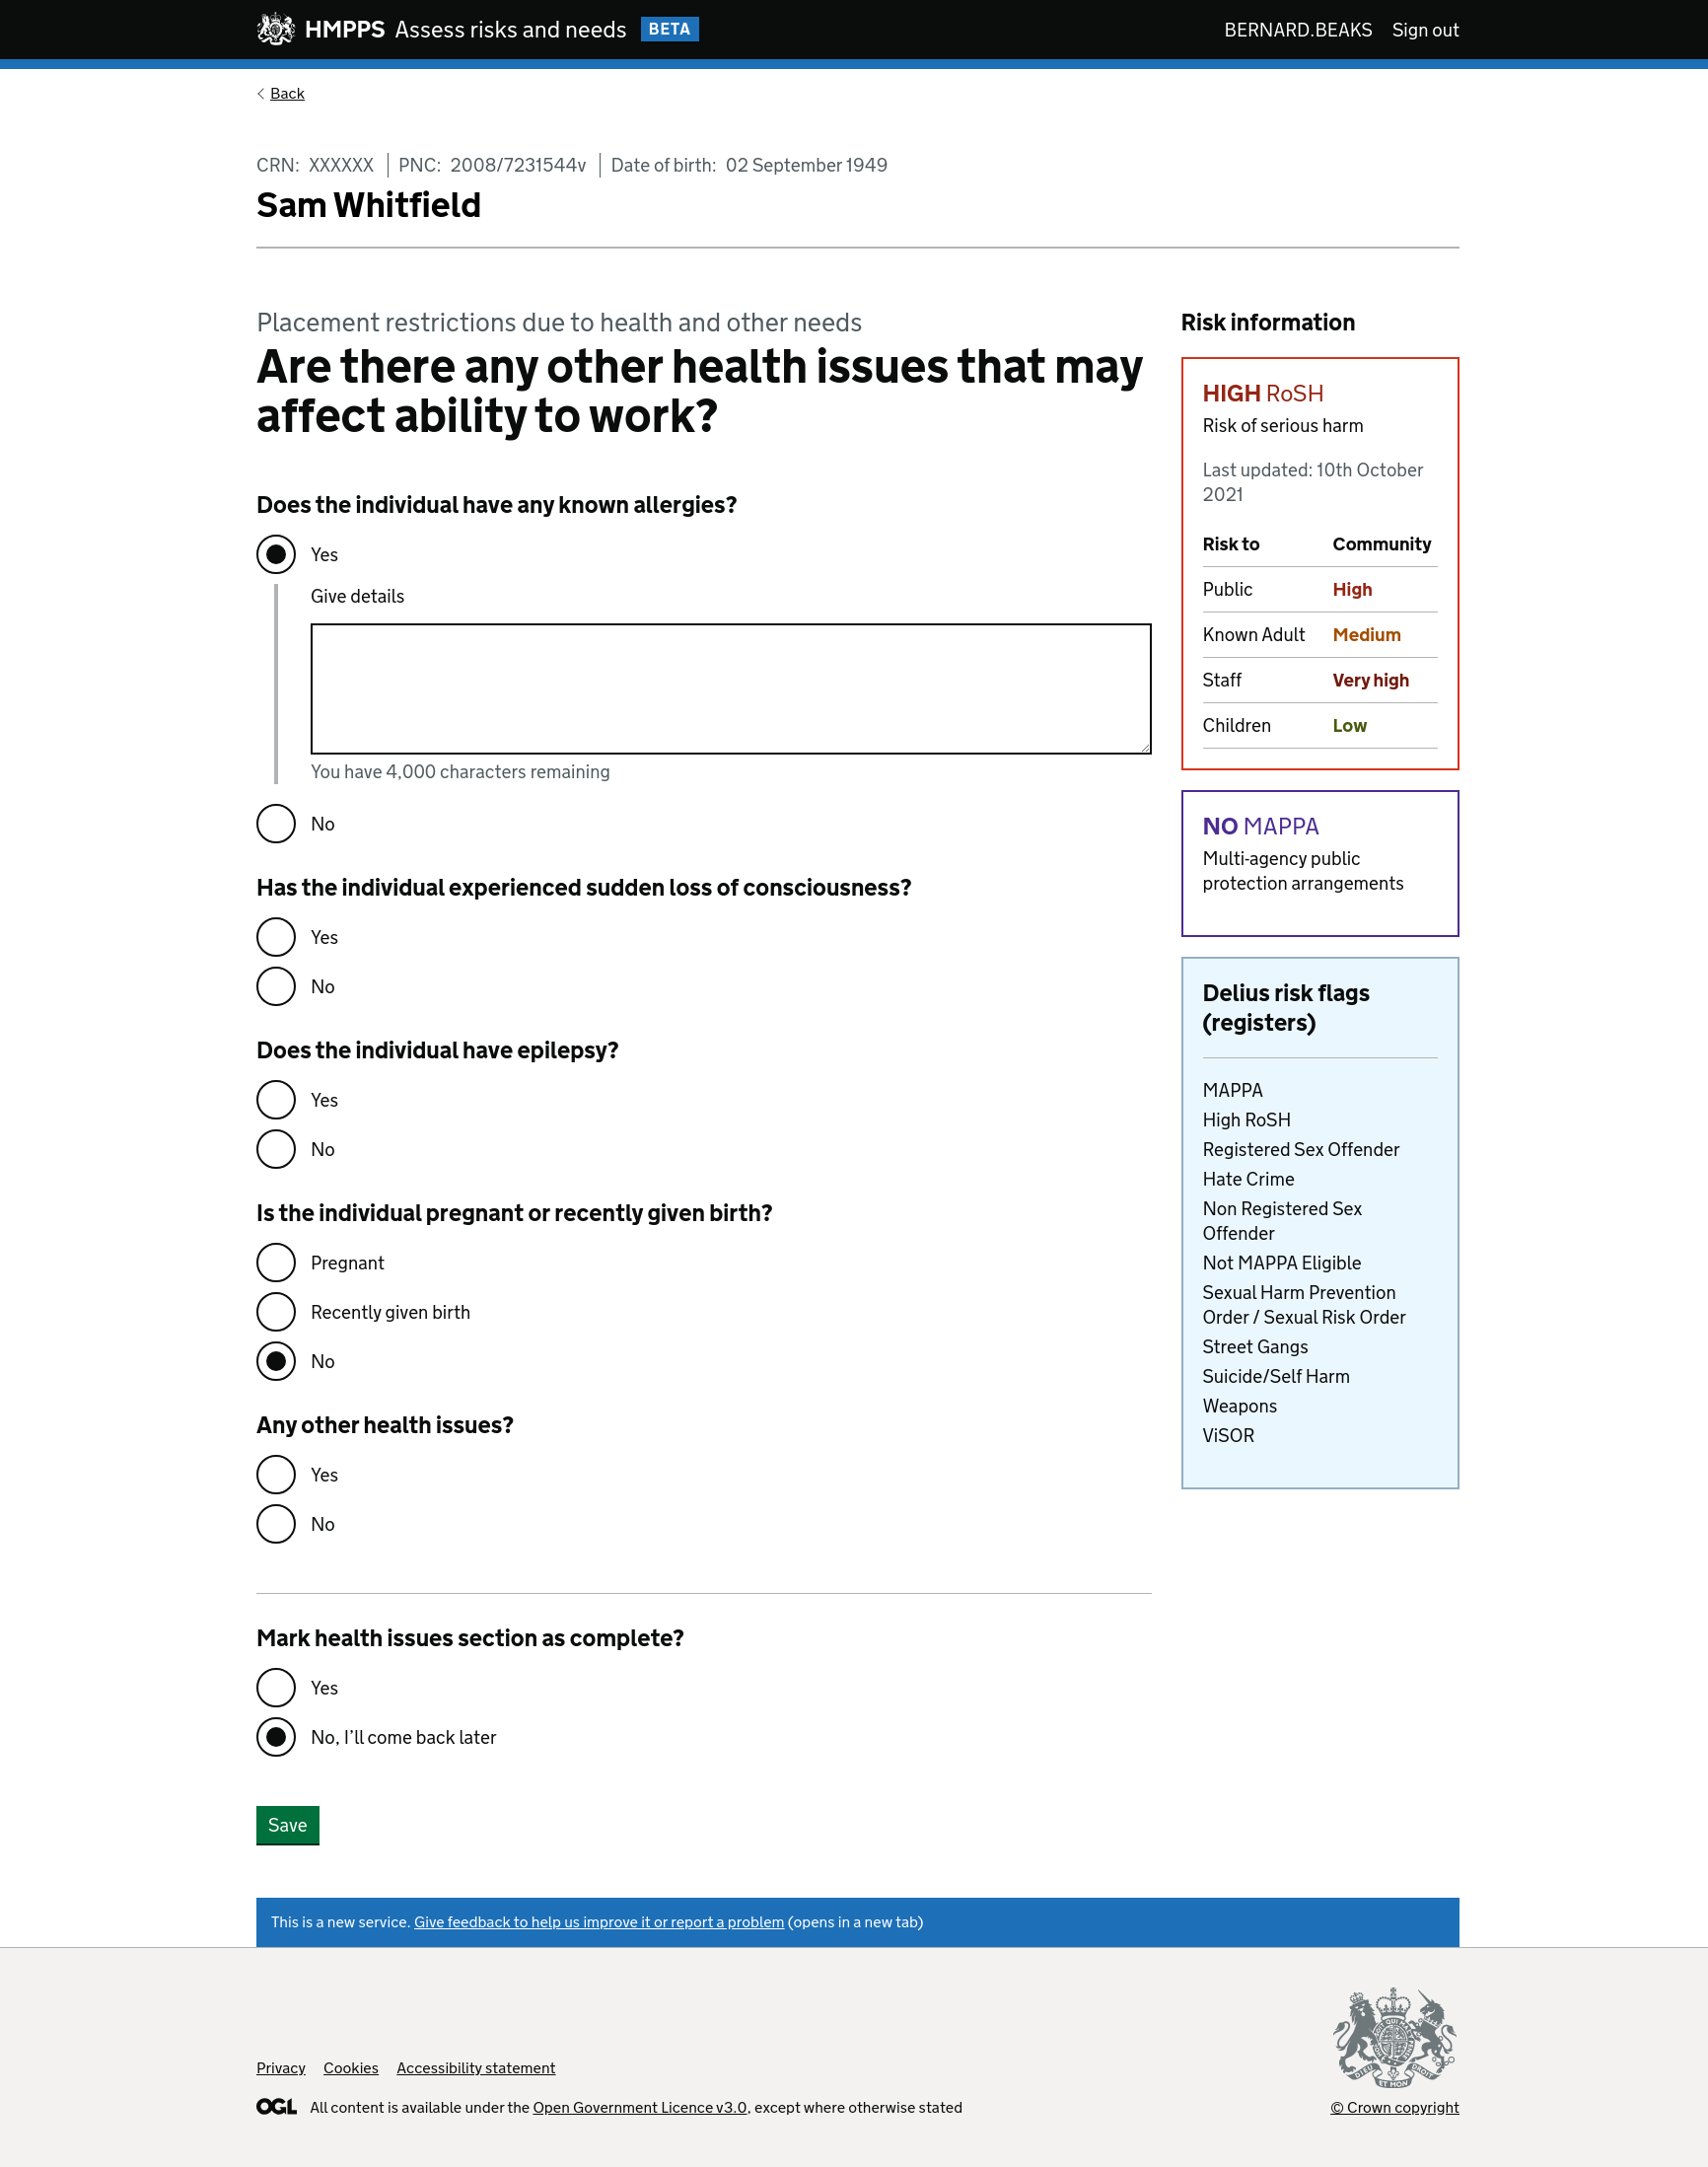 HMPPS Assess risks and needs BETA
BERNARD.BEAKS Sign out
Back
CRN: XXXXXX PNC: 2008/7231544v Date of birth: 02 September 1949
Sam Whitfield
Placement restrictions due to health and other needs
Are there any other health issues that may
affect ability to work?
Does the individual have any known allergies?
Yes
Give details
You have 4,000 characters remaining
No
Has the individual experienced sudden loss of consciousness?
Yes
No
Does the individual have epilepsy?
Yes
No
Is the individual pregnant or recently given birth?
Pregnant
Recently given birth
No
Any other health issues?
Yes
No
Mark health issues section as complete?
Yes
No, I’ll come back later
Save
Risk information
HIGH RoSH
Risk of serious harm
Last updated: 10th October
2021
Risk to Community
Public High
Known Adult Medium
Staff Very high
Children Low
NO MAPPA
Multi-agency public
protection arrangements
Delius risk flags
(registers)
MAPPA
High RoSH
Registered Sex Offender
Hate Crime
Non Registered Sex
Offender
Not MAPPA Eligible
Sexual Harm Prevention
Order / Sexual Risk Order
Street Gangs
Suicide/Self Harm
Weapons
ViSOR
This is a new service. Give feedback to help us improve it or report a problem (opens in a new tab)
Privacy Cookies Accessibility statement
OGL All content is available under the Open Government Licence v3.0, except where otherwise stated
© Crown copyright